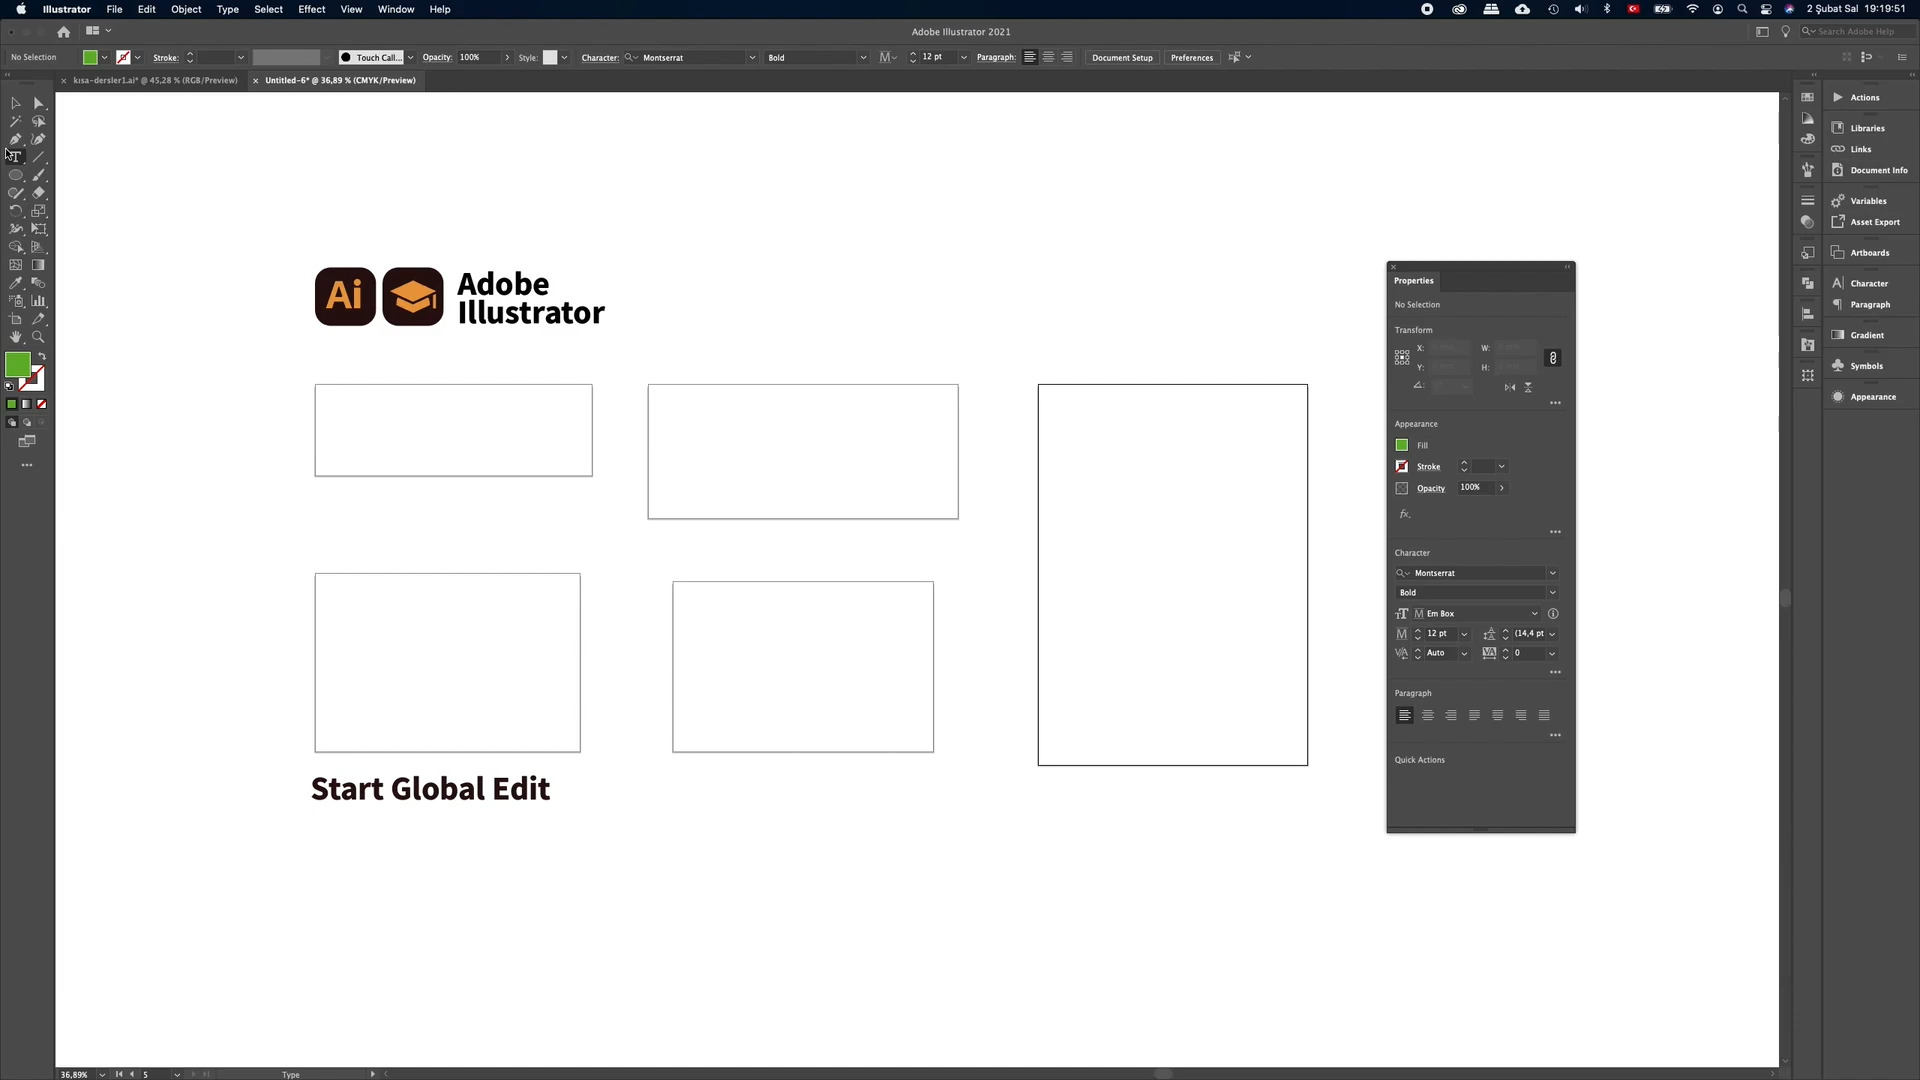 Illustrator File Edit Object Type Select Effect View Window Help 2 Şubat Sal 19:19:51
Adobe Illustrator 2021 Search Adobe Help
No Selection Stroke: Touch Call... Opacity: 100% Style: Character: Montserrat Bold 12 pt Paragraph: Document Setup Preferences
kısa-dersler1.ai* @ 45,28 % (RGB/Preview) Untitled-6* @ 36,89 % (CMYK/Preview)
Actions
Libraries
Links
Document Info
Variables
Asset Export
Artboards
Character
Paragraph
Gradient
Symbols
Appearance
Ai Adobe
Illustrator
Start Global Edit
Properties
No Selection
Transform
X: W:
Y: H:
Appearance
Fill
Stroke
Opacity 100%
fx.
Character
Montserrat
Bold
Em Box
12 pt (14,4 pt
Auto 0
Paragraph
Quick Actions
36,89% 5 Type